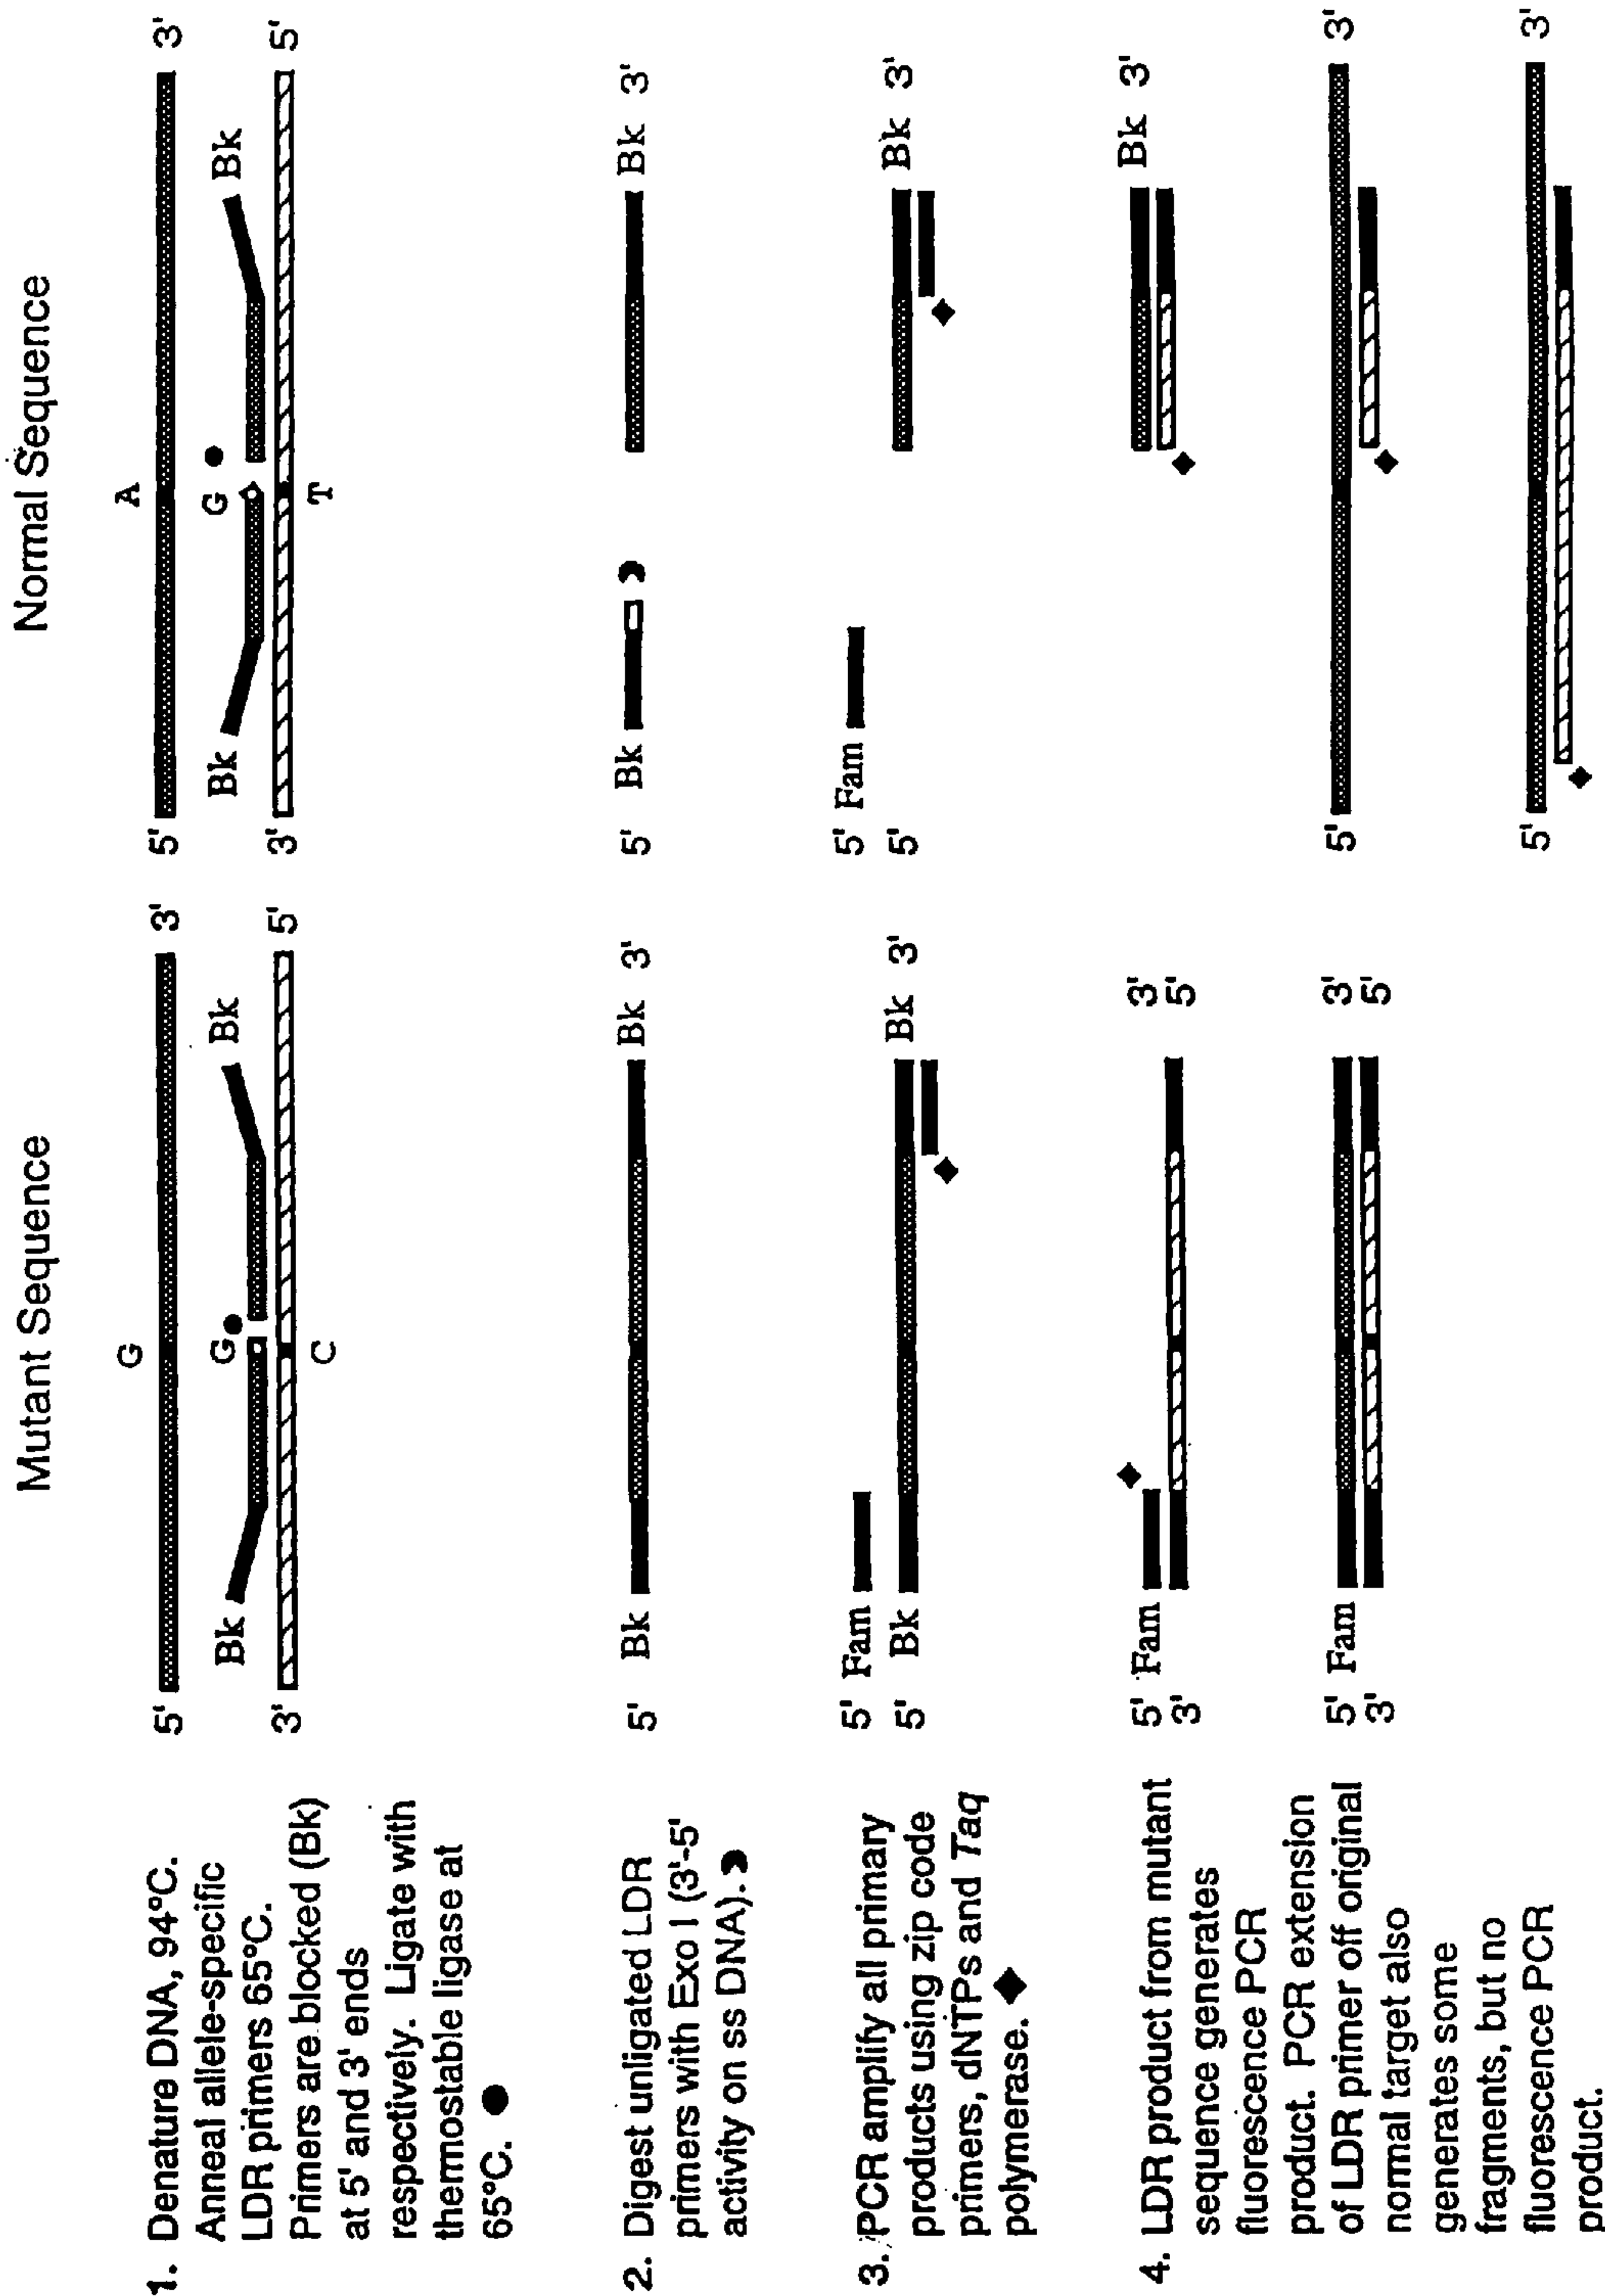 Mutant Sequence
Normal Sequence
1. Denature DNA, 94°C.
Anneal allele-specific
LDR primers 65°C.
Primers are blocked (Bk)
at 5' and 3' ends
respectively. Ligate with
thermostable ligase at
65°C.
G
5' 3'
Bk G Bk
3' 5'
C
A
5' 3'
Bk G Bk
3' 5'
T
2. Digest unligated LDR
primers with Exo I (3'-5'
activity on ss DNA).
5' Bk Bk 3'
5' Bk Bk 3'
3. PCR amplify all primary
products using zip code
primers, dNTPs and Taq
polymerase.
5' Fam
5' Bk Bk 3'
5' Fam
5' Bk 3'
4. LDR product from mutant
sequence generates
fluorescence PCR
product. PCR extension
of LDR primer off original
normal target also
generates some
fragments, but no
fluorescence PCR
product.
5' Fam 3'
3' 5'
5' Fam 3'
3' 5'
Bk 3'
5' 3'
5' 3'